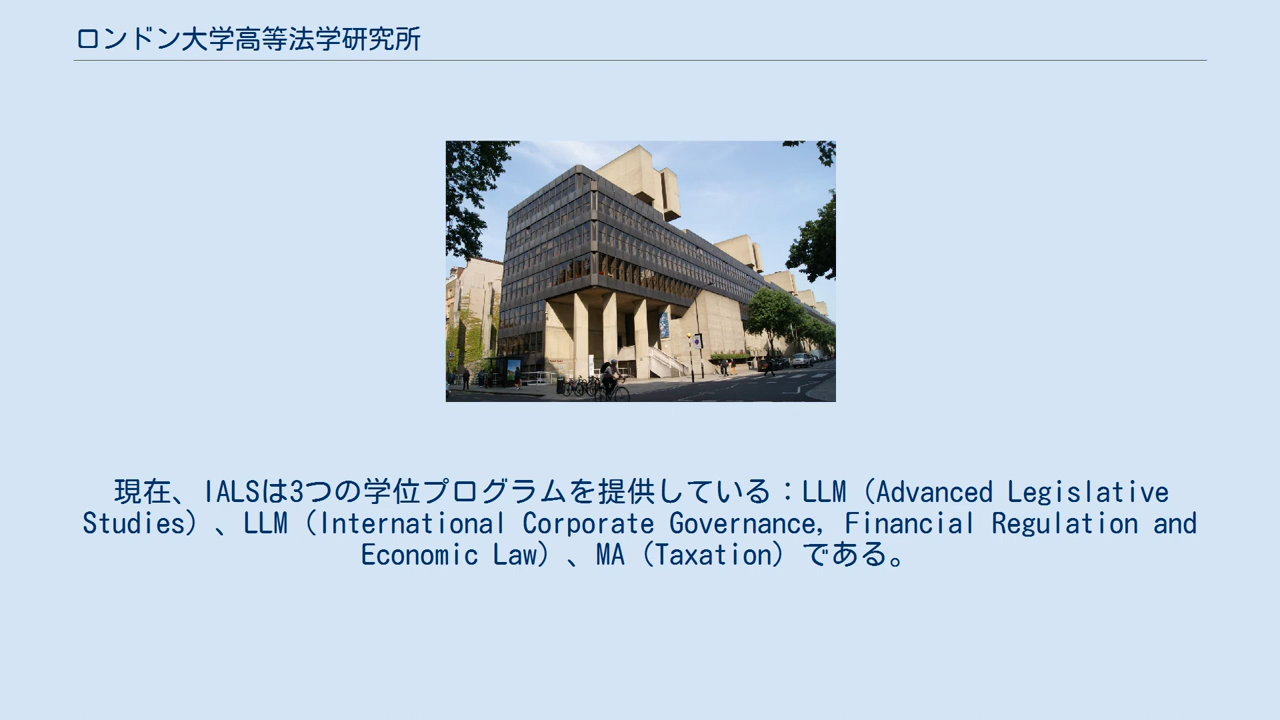 ロンドン大学高等法学研究所
現在、IALSは3つの学位プログラムを提供している：LLM（Advanced Legislative
Studies）、LLM（International Corporate Governance, Financial Regulation and
Economic Law）、MA（Taxation）である。